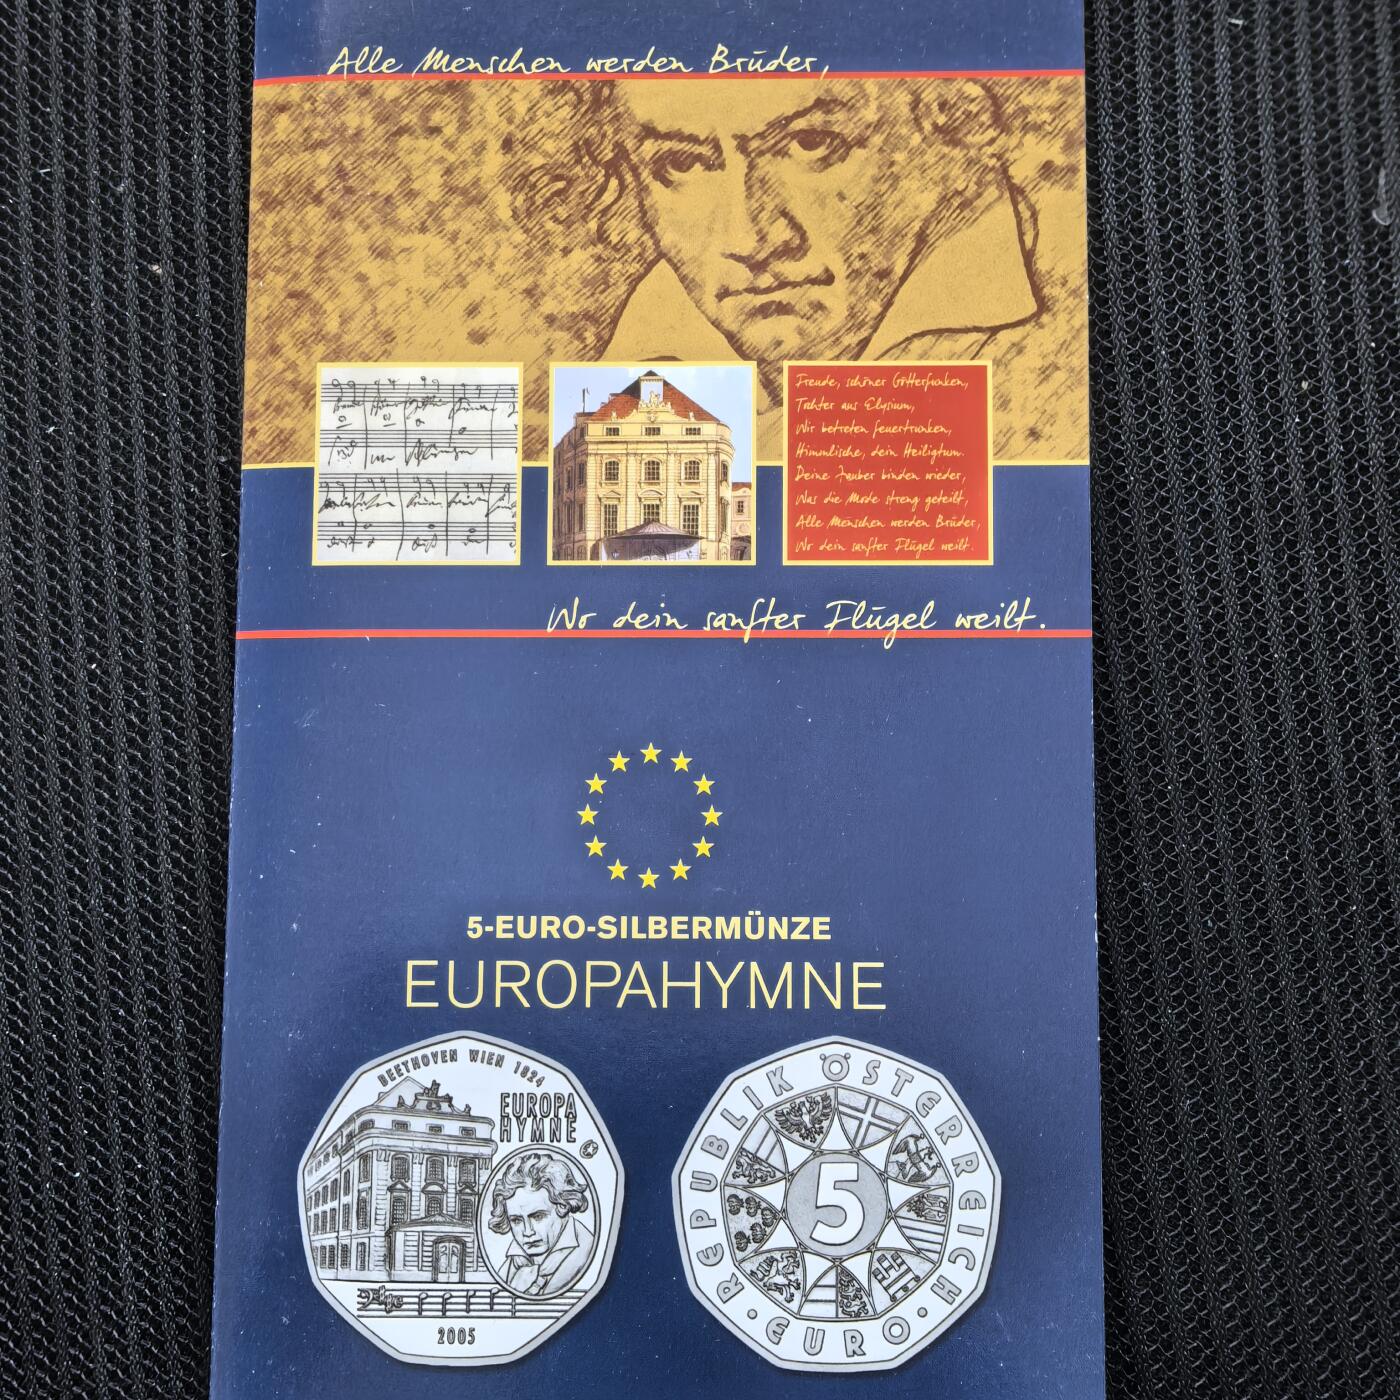 Alle Menschen werden Brüder,
Freude, schöner Götterfunken,
Tochter aus Elysium,
Wir betreten feuertrunken,
Himmlische, dein Heiligtum.
Deine Zauber binden wieder,
Was die Mode streng geteilt,
Alle Menschen werden Brüder,
Wo dein sanfter Flügel weilt.
Wo dein sanfter Flügel weilt.
5-EURO-SILBERMÜNZE
EUROPAHYMNE
BEETHOVEN WIEN 1824
EUROPA
HYMNE
2005
REPUBLIK ÖSTERREICH
5
EURO